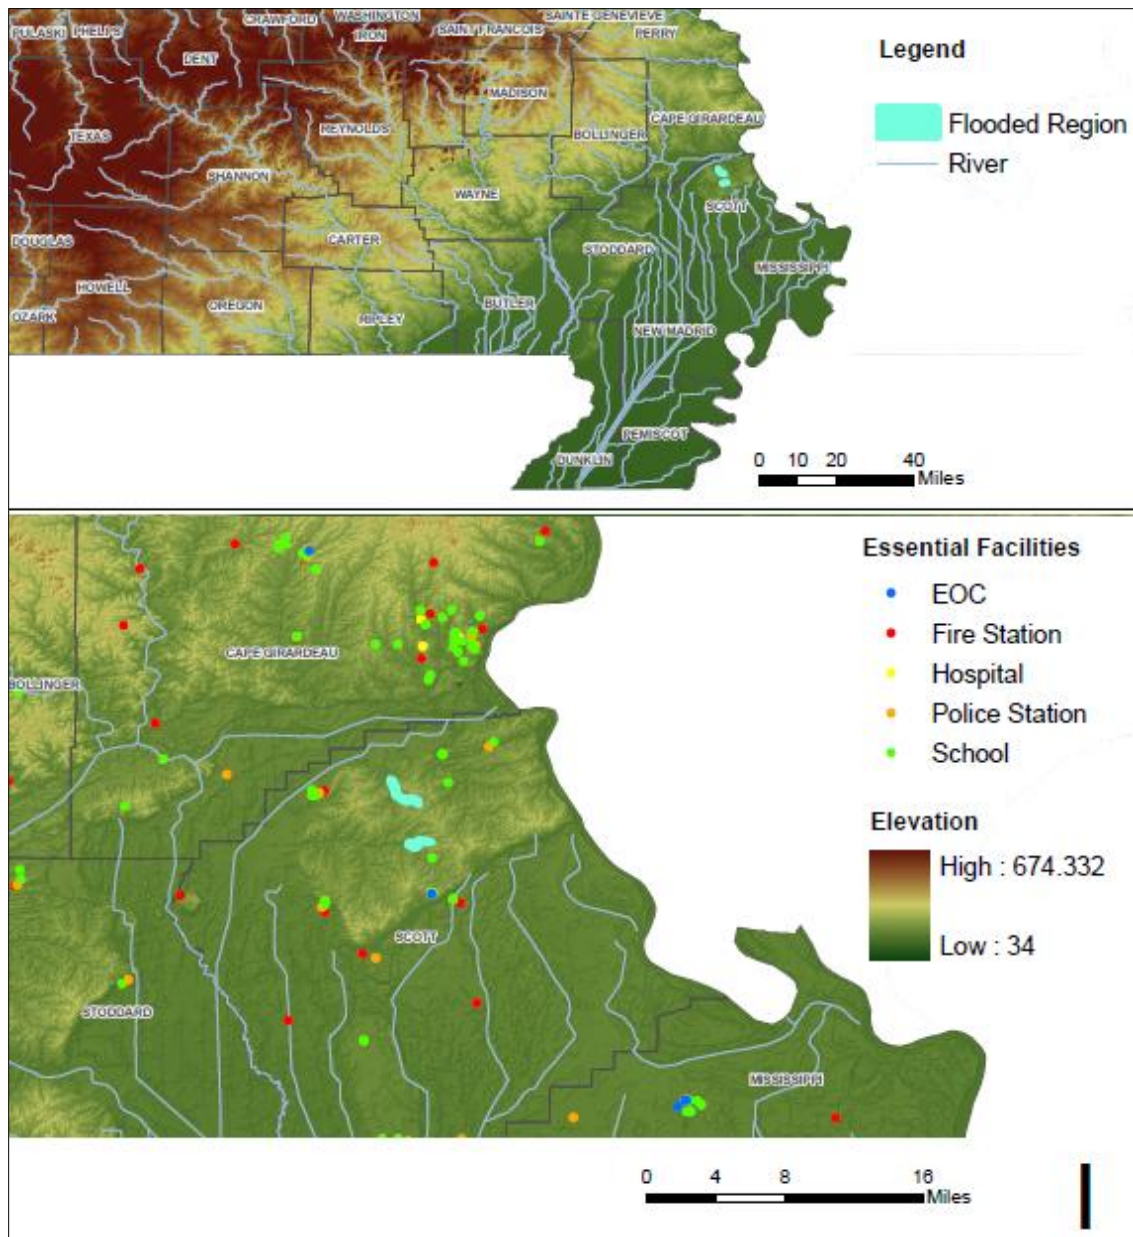 CRAWFORD
WASHINGTON
SAINTE GENEVIEVE
PULASKI
PHELPS
IRON
SAINT FRANCOIS
PERRY
DENT
MADISON
TEXAS
REYNOLDS
BOLLINGER
CAPE GIRARDEAU
SHANNON
WAYNE
SCOTT
DOUGLAS
CARTER
STODDARD
MISSISSIPPI
HOWELL
OREGON
BUTLER
OZARK
RIPLEY
NEW MADRID
PEMISCOT
DUNKLIN
Legend
Flooded Region
River
0 10 20 40
Miles
CAPE GIRARDEAU
BOLLINGER
SCOTT
STODDARD
MISSISSIPPI
Essential Facilities
EOC
Fire Station
Hospital
Police Station
School
Elevation
High : 674.332
Low : 34
0 4 8 16
Miles